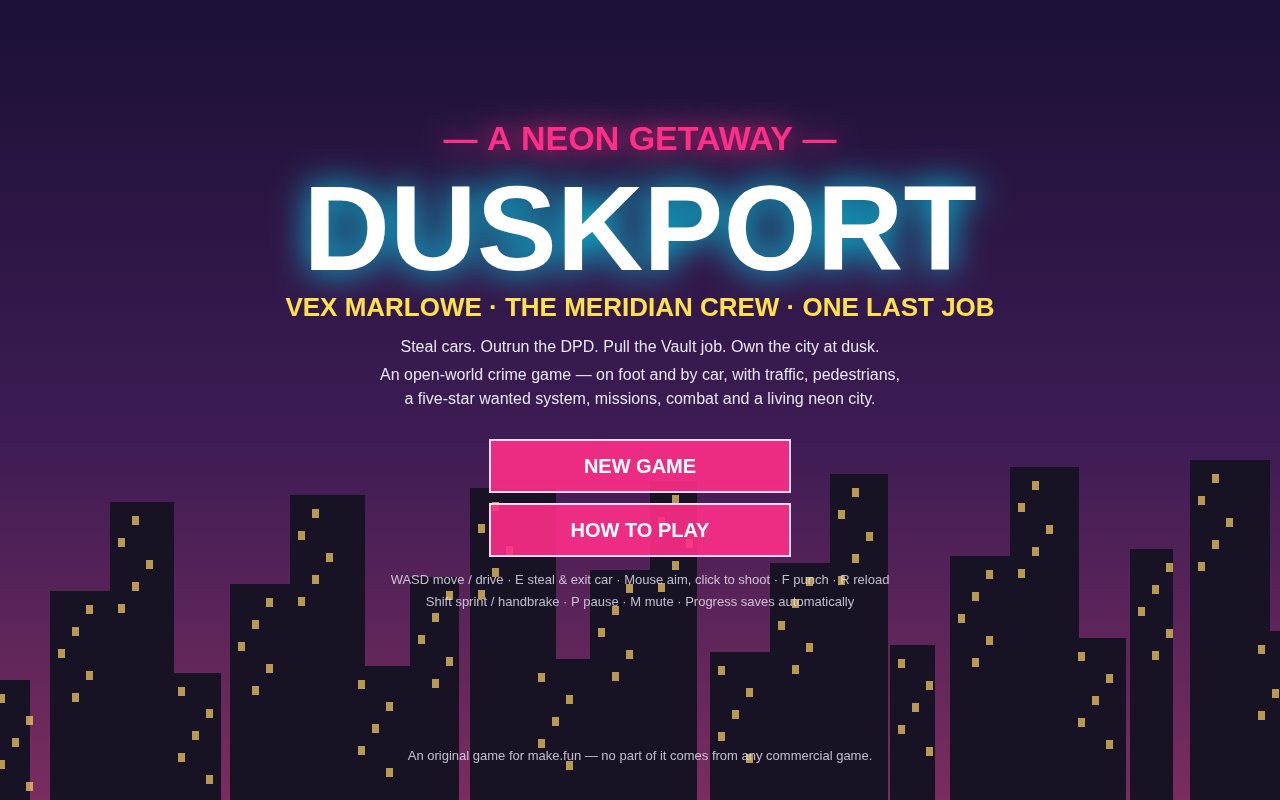 — A NEON GETAWAY —
DUSKPORT
VEX MARLOWE · THE MERIDIAN CREW · ONE LAST JOB
Steal cars. Outrun the DPD. Pull the Vault job. Own the city at dusk.
An open-world crime game — on foot and by car, with traffic, pedestrians,
a five-star wanted system, missions, combat and a living neon city.
NEW GAME
HOW TO PLAY
WASD move / drive · E steal & exit car · Mouse aim, click to shoot · F punch · R reload
Shift sprint / handbrake · P pause · M mute · Progress saves automatically
An original game for make.fun — no part of it comes from any commercial game.